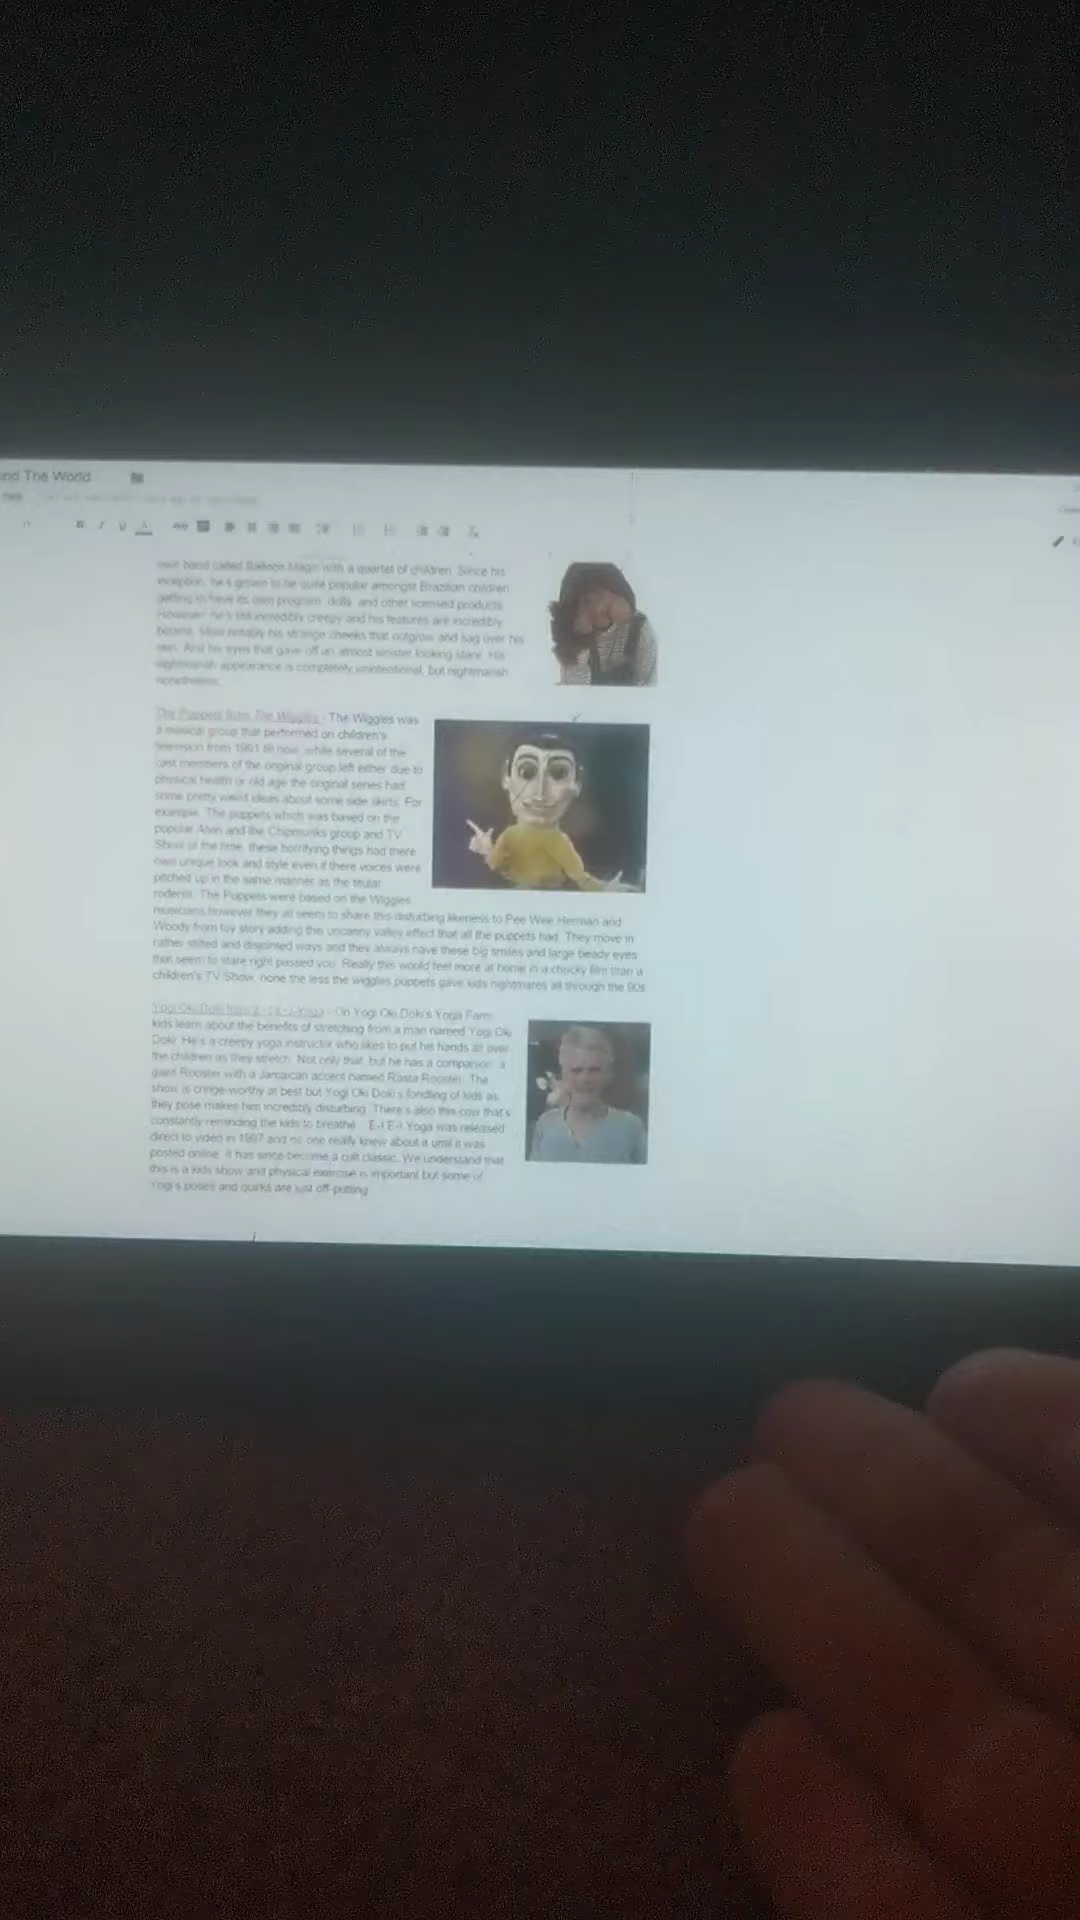 und The World
B I U A
own band called Balloon Magic with a quartet of children. Since his
inception, he's grown to be quite popular amongst Brazilian children
getting to have its own program, dolls, and other licensed products.
However, he's still incredibly creepy and his features are incredibly
bizarre. Most notably his strange cheeks that outgrow and sag over his
skin. And his eyes that gave off an almost sinister looking stare. His
nightmarish appearance is completely unintentional, but nightmarish
nonetheless.
The Puppets from The Wiggles - The Wiggles was
a musical group that performed on children's
television from 1991 till now, while several of the
cast members of the original group left either due to
physical health or old age the original series had
some pretty weird ideas about some side skits. For
example, The puppets which was based on the
popular Alvin and the Chipmunks group and TV
Show of the time, these horrifying things had there
own unique look and style even if there voices were
pitched up in the same manner as the titular
rodents. The Puppets were based on the Wiggles
musicians however they all seem to share this disturbing likeness to Pee Wee Herman and
Woody from toy story adding this uncanny valley effect that all the puppets had. They move in
rather stilted and disjointed ways and they always have these big smiles and large beady eyes
that seem to stare right passed you. Really this would feel more at home in a chucky film than a
children's TV Show, none the less the wiggles puppets gave kids nightmares all through the 90s
Yogi Oki Doki from E-I E-I Yoga - On Yogi Oki Doki's Yoga Farm,
kids learn about the benefits of stretching from a man named Yogi Oki
Doki. He's a creepy yoga instructor who likes to put his hands all over
the children as they stretch. Not only that, but he has a companion, a
giant Rooster with a Jamaican accent named Rasta Rooster. The
show is cringe-worthy at best but Yogi Oki Doki's fondling of kids as
they pose makes him incredibly disturbing. There's also this cow that's
constantly reminding the kids to breathe. E-I E-I Yoga was released
direct to video in 1997 and no one really knew about it until it was
posted online. It has since become a cult classic. We understand that
this is a kids show and physical exercise is important but some of
Yogi's poses and quirks are just off-putting.